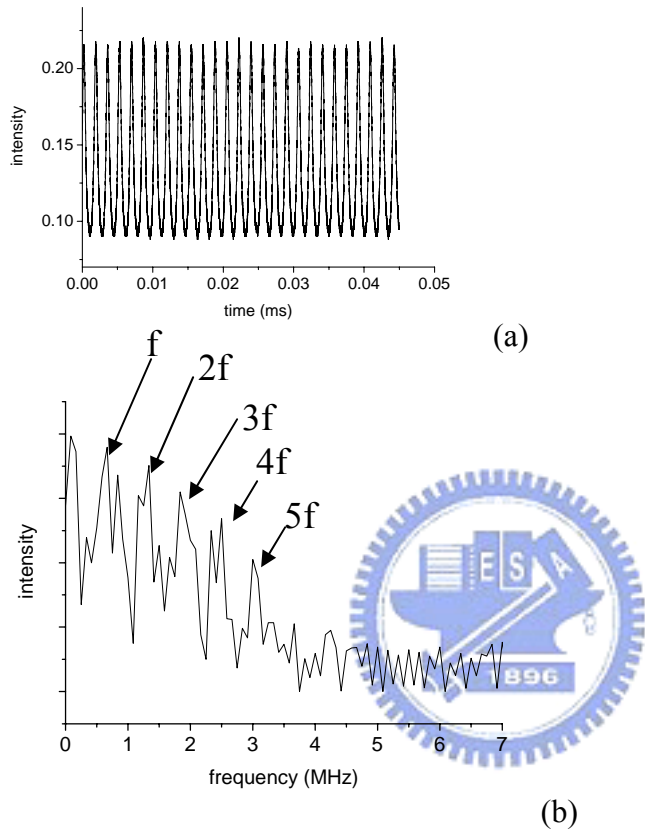 0.20
0.15
0.10
intensity
0.00 0.01 0.02 0.03 0.04 0.05
time (ms)
(a)
f
2f
3f
4f
5f
intensity
E S A
1896
0 1 2 3 4 5 6 7
frequency (MHz)
(b)